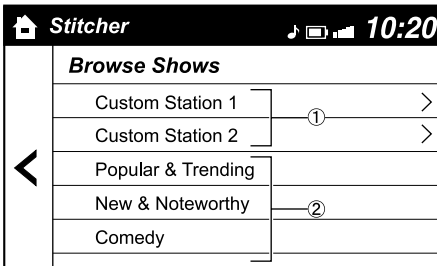 Stitcher 10:20
Browse Shows
Custom Station 1
①
Custom Station 2
Popular & Trending
New & Noteworthy
②
Comedy